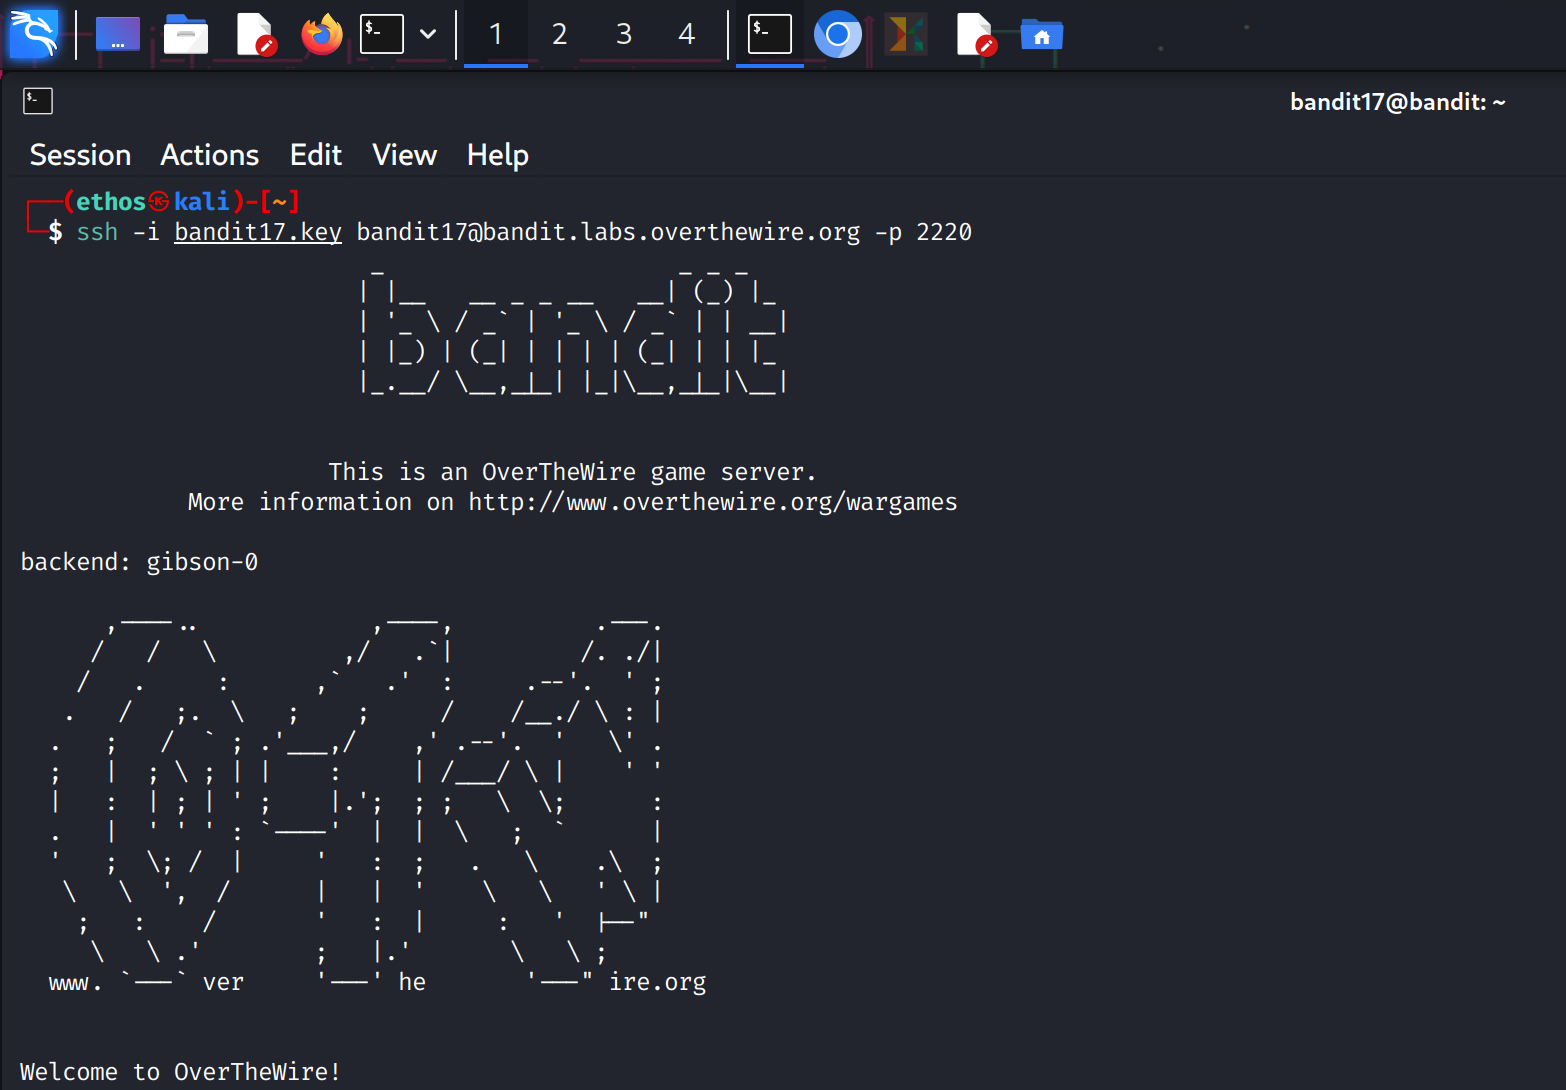 1 2 3 4
bandit17@bandit: ~
Session Actions Edit View Help
(ethos㉿kali)-[~]
$ ssh -i bandit17.key bandit17@bandit.labs.overthewire.org -p 2220
bandit
This is an OverTheWire game server.
More information on http://www.overthewire.org/wargames
backend: gibson-0
www. ver he ire.org
Welcome to OverTheWire!